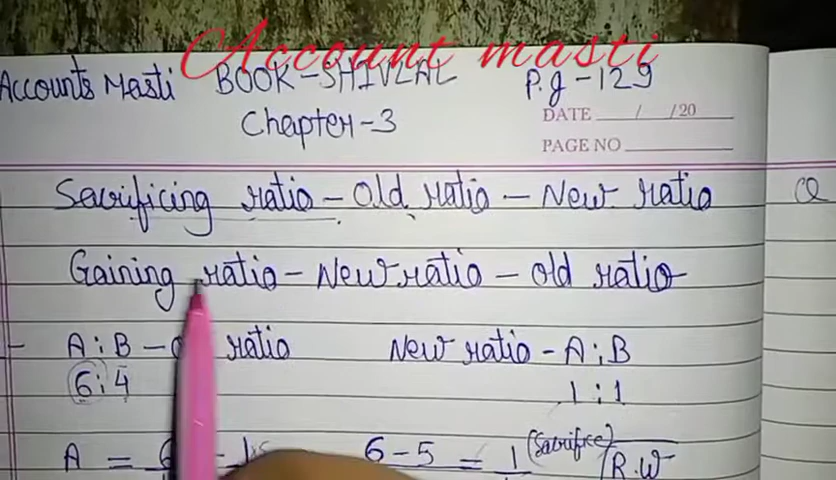 Account masti
Accounts Masti BOOK-SHIVLAL P.g-129
Chapter-3
DATE / /20
PAGE NO
Sacrificing ratio - Old ratio - New ratio
Q
Gaining ratio - New ratio - old ratio
A:B - ratio New ratio - A:B
6:4 1:1
A = 6-5 = 1 (Sacrifice) R.W